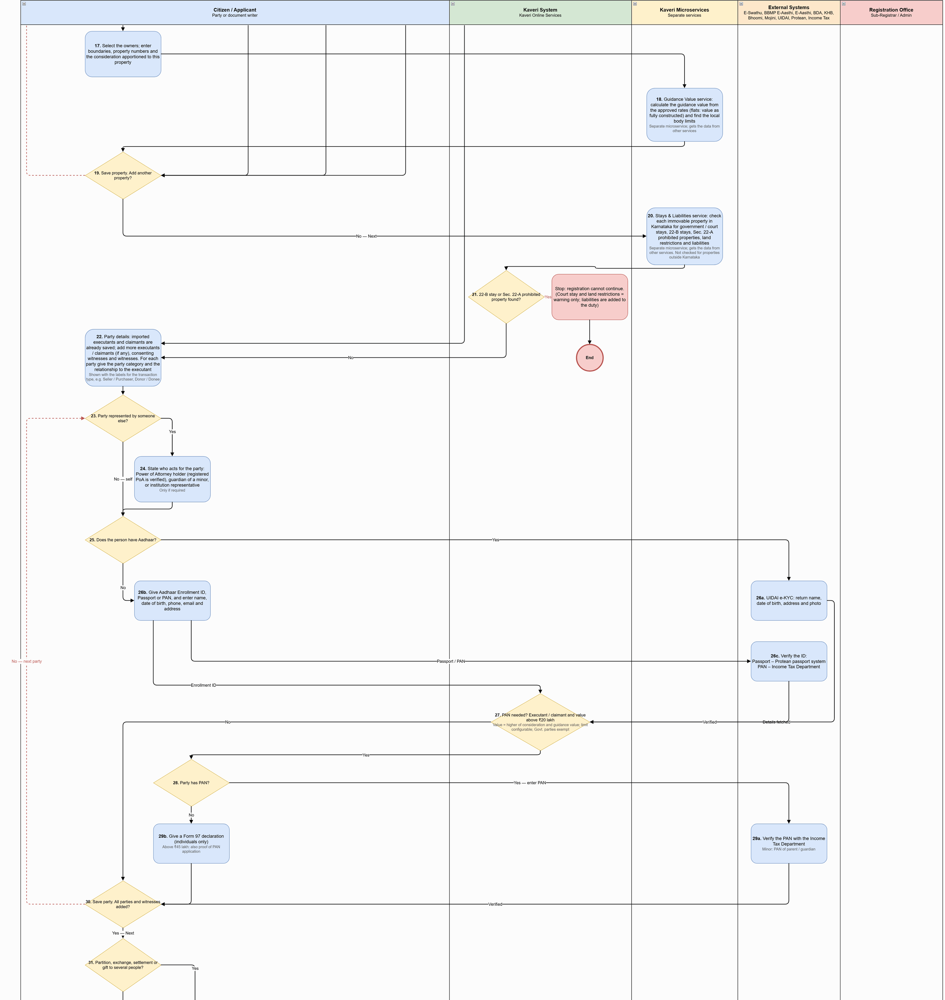 Citizen / Applicant
Party or document writer
Kaveri System
Kaveri Online Services
Kaveri Microservices
Separate services
External Systems
E-Swathu, BBMP E-Aasthi, E-Aasthi, BDA, KHB,
Bhoomi, Mojini, UIDAI, Protean, Income Tax
Registration Office
Sub-Registrar / Admin
17. Select the owners; enter
boundaries, property numbers and
the consideration apportioned to this
property
18. Guidance Value service:
calculate the guidance value from
the approved rates (flats: value as
fully constructed) and find the local
body limits
Separate microservice; gets the data from
other services
19. Save property. Add another
property?
No — Next
20. Stays & Liabilities service: check
each immovable property in
Karnataka for government / court
stays, 22-B stays, Sec. 22-A
prohibited properties, land
restrictions and liabilities
Separate microservice; gets the data from
other services. Not checked for properties
outside Karnataka
21. 22-B stay or Sec. 22-A prohibited
property found?
Yes
Stop: registration cannot continue.
(Court stay and land restrictions =
warning only; liabilities are added to
the duty)
22. Party details: imported
executants and claimants are
already saved; add more executants
/ claimants (if any), consenting
witnesses and witnesses. For each
party give the party category and the
relationship to the executant
Shown with the labels for the transaction
type, e.g. Seller / Purchaser, Donor / Donee
No
End
23. Party represented by someone
else?
Yes
24. State who acts for the party:
Power of Attorney holder (registered
PoA is verified), guardian of a minor,
or institution representative
Only if required
No — self
25. Does the person have Aadhaar?
Yes
No
26b. Give Aadhaar Enrollment ID,
Passport or PAN, and enter name,
date of birth, phone, email and
address
26a. UIDAI e-KYC: return name,
date of birth, address and photo
No — next party
Passport / PAN
26c. Verify the ID:
Passport – Protean passport system
PAN – Income Tax Department
Enrollment ID
27. PAN needed? Executant / claimant and value
above ₹20 lakh
Value = higher of consideration and guidance value; limit
configurable; Govt. parties exempt
No
Verified
Details fetched
Yes
28. Party has PAN?
Yes — enter PAN
No
29b. Give a Form 97 declaration
(individuals only)
Above ₹45 lakh: also proof of PAN
application
29a. Verify the PAN with the Income
Tax Department
Minor: PAN of parent / guardian
30. Save party. All parties and witnesses
added?
Verified
Yes — Next
31. Partition, exchange, settlement or
gift to several people?
Yes